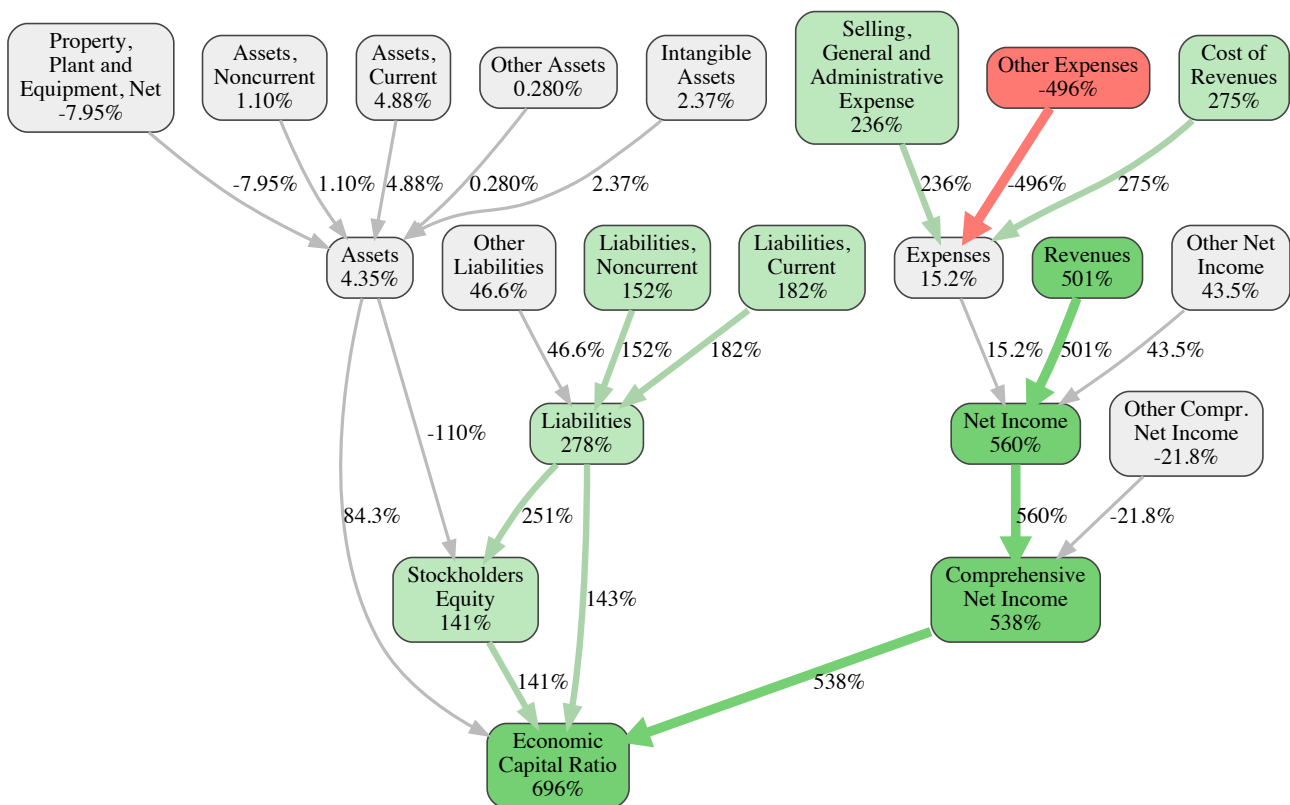 Property,
Plant and
Equipment, Net
-7.95%
Assets,
Noncurrent
1.10%
Assets,
Current
4.88%
Other Assets
0.280%
Intangible
Assets
2.37%
Selling,
General and
Administrative
Expense
236%
Other Expenses
-496%
Cost of
Revenues
275%
-7.95%
1.10%
4.88%
0.280%
2.37%
236%
-496%
275%
Assets
4.35%
Other
Liabilities
46.6%
Liabilities,
Noncurrent
152%
Liabilities,
Current
182%
Expenses
15.2%
Revenues
501%
Other Net
Income
43.5%
46.6%
152%
182%
15.2%
501%
43.5%
-110%
Liabilities
278%
Net Income
560%
Other Compr.
Net Income
-21.8%
84.3%
251%
143%
560%
-21.8%
Stockholders
Equity
141%
Comprehensive
Net Income
538%
141%
538%
Economic
Capital Ratio
696%